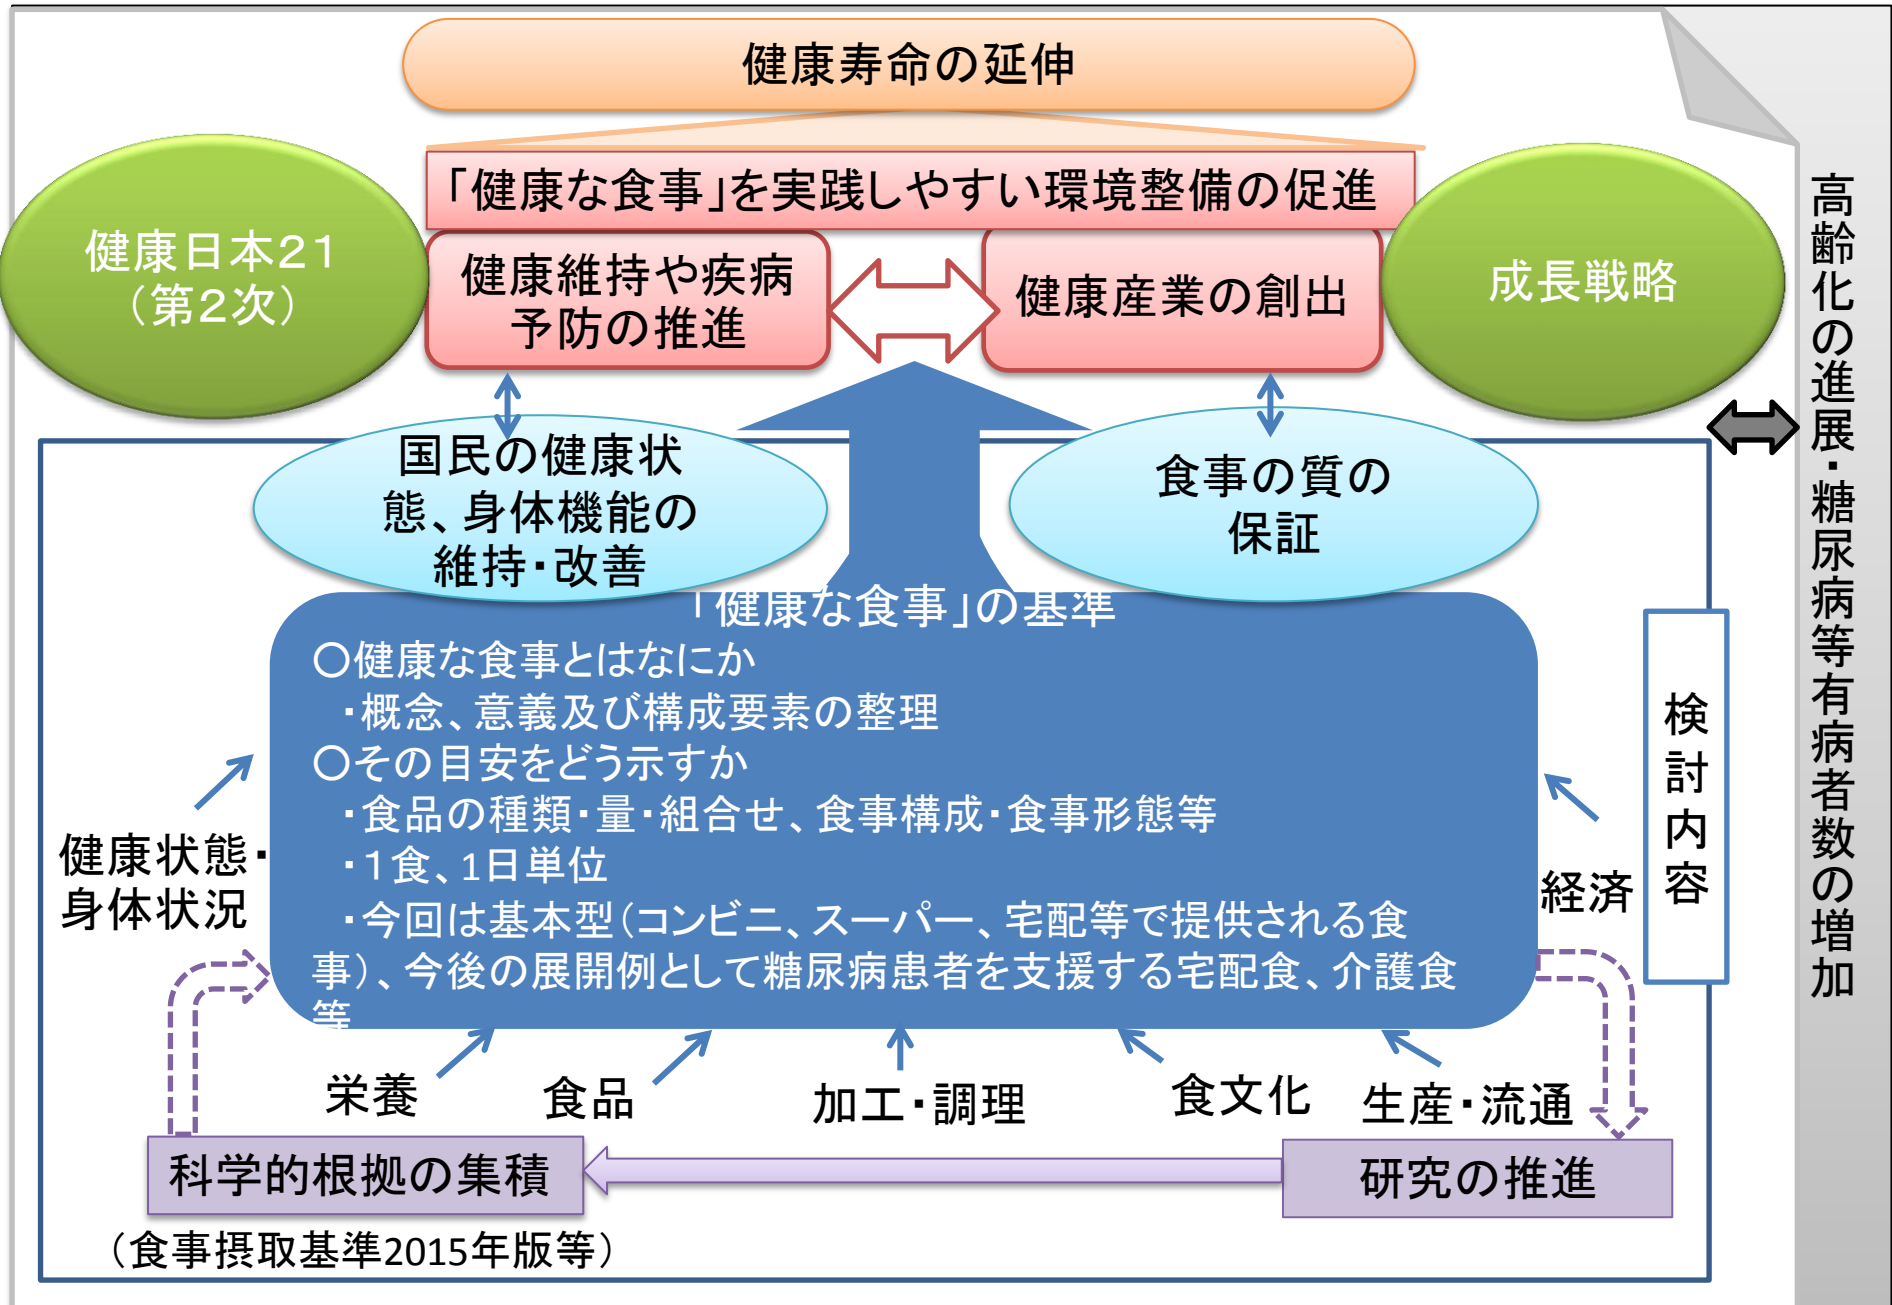 健康寿命の延伸
「健康な食事」を実践しやすい環境整備の促進
健康日本２１
（第２次）
健康維持や疾病
予防の推進
健康産業の創出
成長戦略
高齢化の進展・糖尿病等有病者数の増加
国民の健康状
態、身体機能の
維持・改善
食事の質の
保証
「健康な食事」の基準
○健康な食事とはなにか
・概念、意義及び構成要素の整理
○その目安をどう示すか
・食品の種類・量・組合せ、食事構成・食事形態等
・１食、1日単位
・今回は基本型（コンビニ、スーパー、宅配等で提供される食
事）、今後の展開例として糖尿病患者を支援する宅配食、介護食
等
検討内容
健康状態・
身体状況
経済
栄養
食品
加工・調理
食文化
生産・流通
科学的根拠の集積
研究の推進
（食事摂取基準2015年版等）